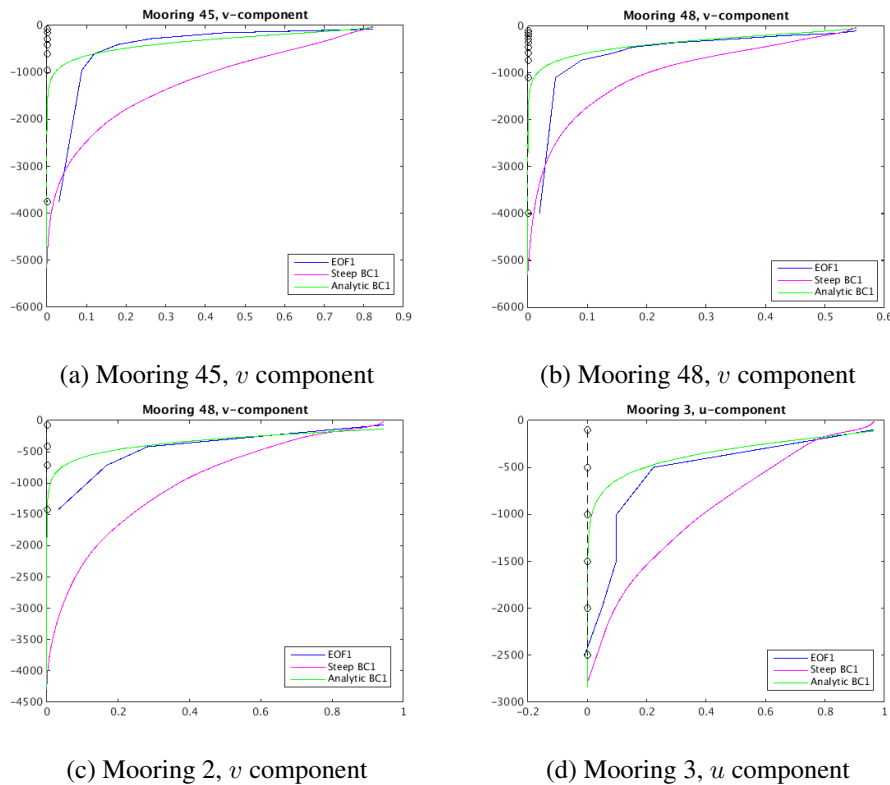 Mooring 45, v-component
0
-1000
-2000
-3000
-4000
-5000
-6000
0 0.1 0.2 0.3 0.4 0.5 0.6 0.7 0.8 0.9
EOF1
Steep BC1
Analytic BC1
(a) Mooring 45, v component
Mooring 48, v-component
0
-1000
-2000
-3000
-4000
-5000
-6000
0 0.1 0.2 0.3 0.4 0.5 0.6
EOF1
Steep BC1
Analytic BC1
(b) Mooring 48, v component
Mooring 48, v-component
0
-500
-1000
-1500
-2000
-2500
-3000
-3500
-4000
-4500
0 0.2 0.4 0.6 0.8 1
EOF1
Steep BC1
Analytic BC1
(c) Mooring 2, v component
Mooring 3, u-component
0
-500
-1000
-1500
-2000
-2500
-3000
-0.2 0 0.2 0.4 0.6 0.8 1
EOF1
Steep BC1
Analytic BC1
(d) Mooring 3, u component